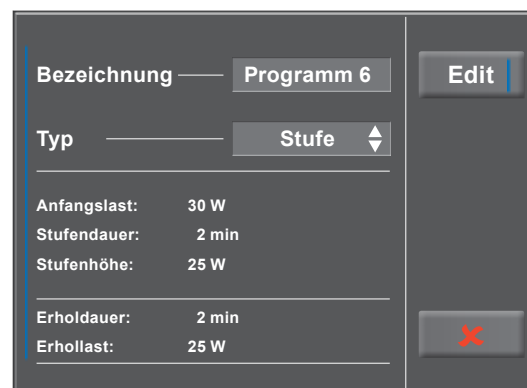 Bezeichnung Programm 6
Edit
Typ Stufe
Anfangslast: 30 W
Stufendauer: 2 min
Stufenhöhe: 25 W
Erholdauer: 2 min
Erhollast: 25 W